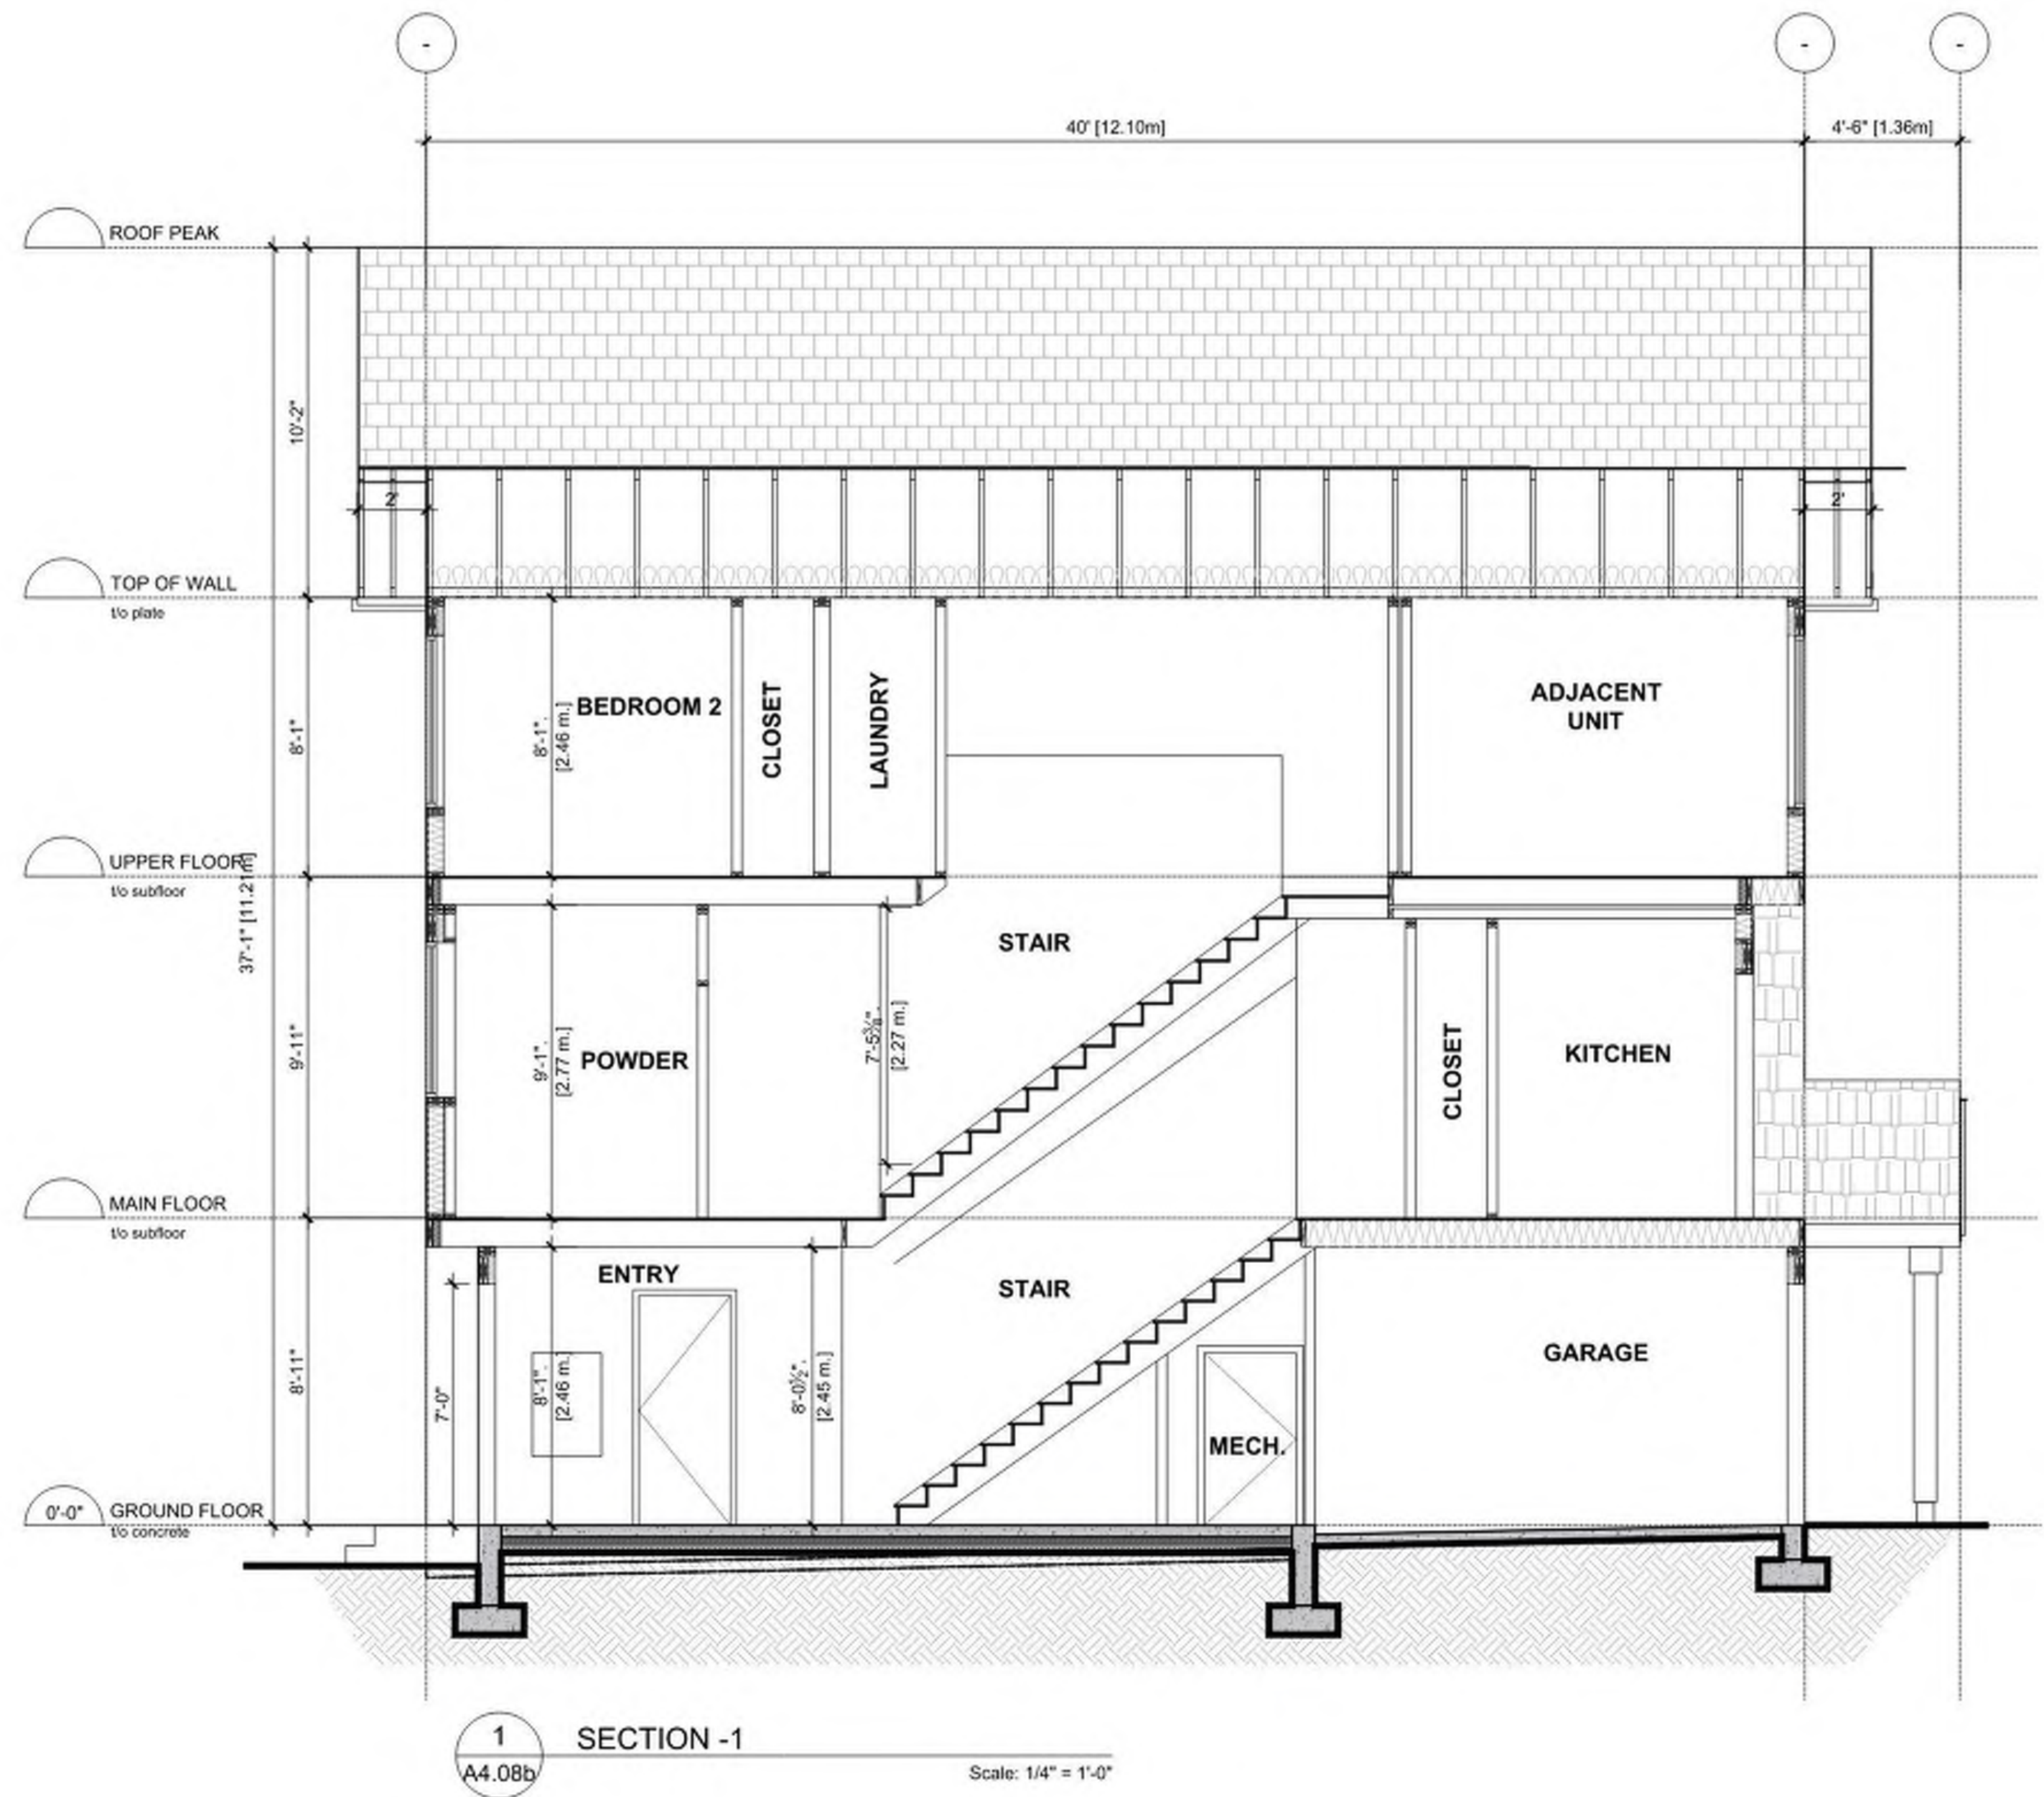 -
-
-
40' [12.10m]
4'-6" [1.36m]
ROOF PEAK
10'-2"
2'
2'
TOP OF WALL
t/o plate
8'-1"
8'-1".
[2.46 m.]
BEDROOM 2
CLOSET
LAUNDRY
ADJACENT
UNIT
UPPER FLOOR
t/o subfloor
37'-1" [11.21m]
STAIR
9'-11"
9'-1".
[2.77 m.]
POWDER
7'-5⅜".
[2.27 m.]
CLOSET
KITCHEN
MAIN FLOOR
t/o subfloor
ENTRY
STAIR
8'-11"
7'-0"
8'-1".
[2.46 m.]
8'-0½".
[2.45 m.]
GARAGE
MECH.
0'-0"
GROUND FLOOR
t/o concrete
1
SECTION -1
A4.08b
Scale: 1/4" = 1'-0"